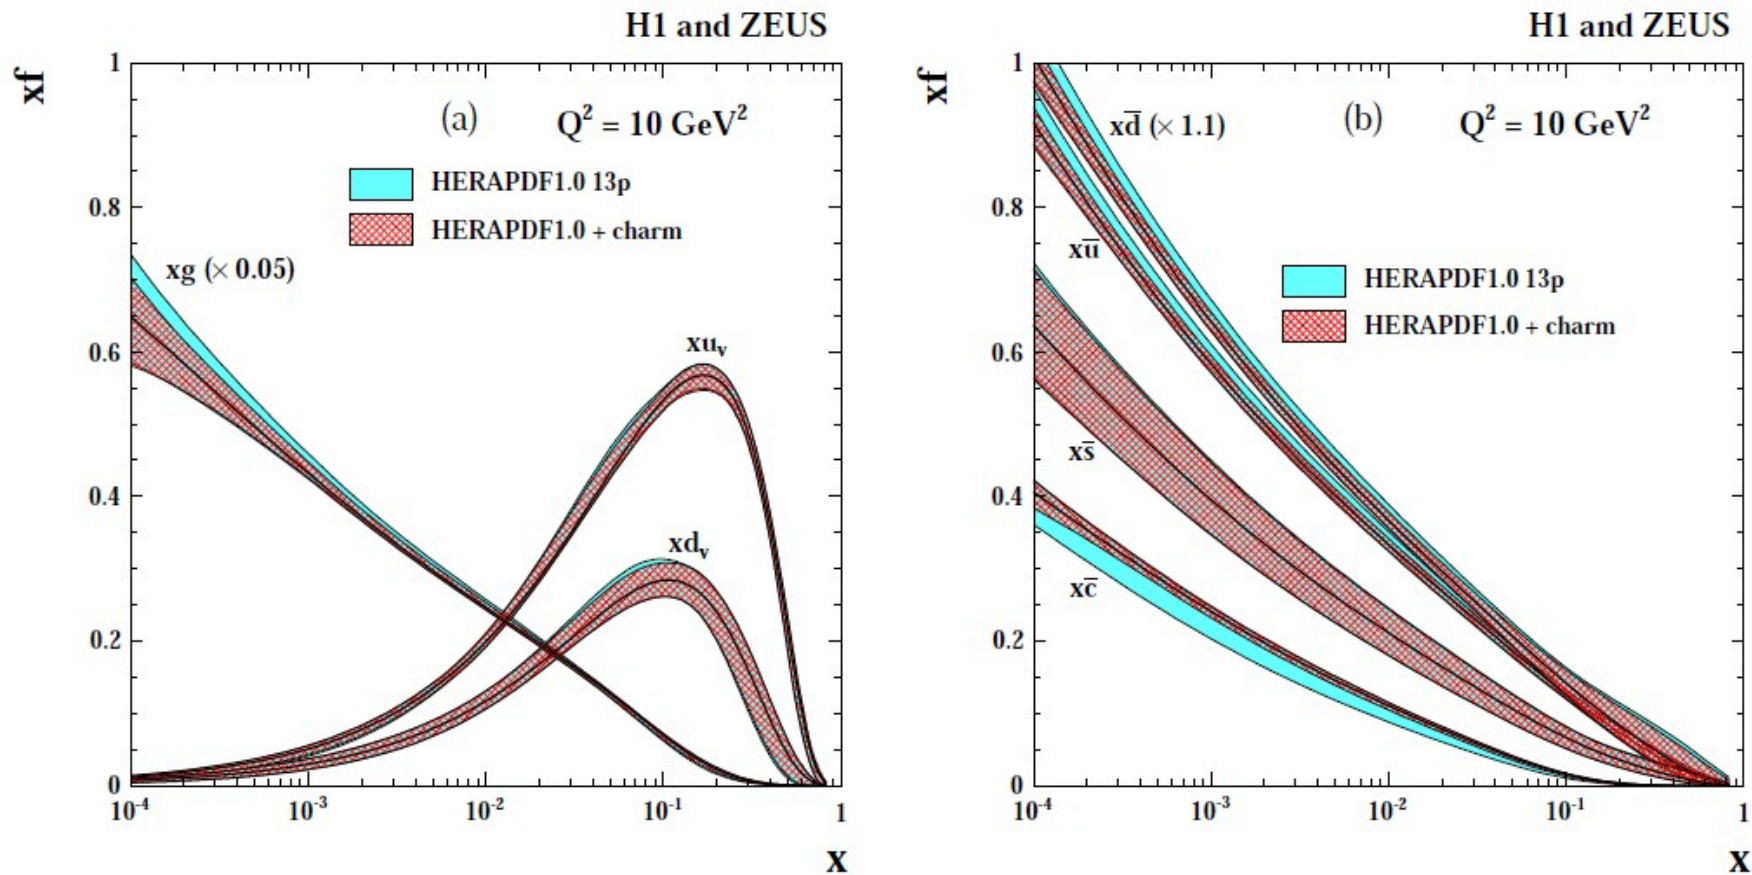 H1 and ZEUS
xf
1
0.8
0.6
0.4
0.2
0
(a) Q² = 10 GeV²
HERAPDF1.0 13p
HERAPDF1.0 + charm
xg (× 0.05)
xuᵥ
xdᵥ
10⁻⁴ 10⁻³ 10⁻² 10⁻¹ 1
x
H1 and ZEUS
xf
1
0.8
0.6
0.4
0.2
0
xd̅ (× 1.1) (b) Q² = 10 GeV²
xu̅
HERAPDF1.0 13p
HERAPDF1.0 + charm
xs̅
xc̅
10⁻⁴ 10⁻³ 10⁻² 10⁻¹ 1
x